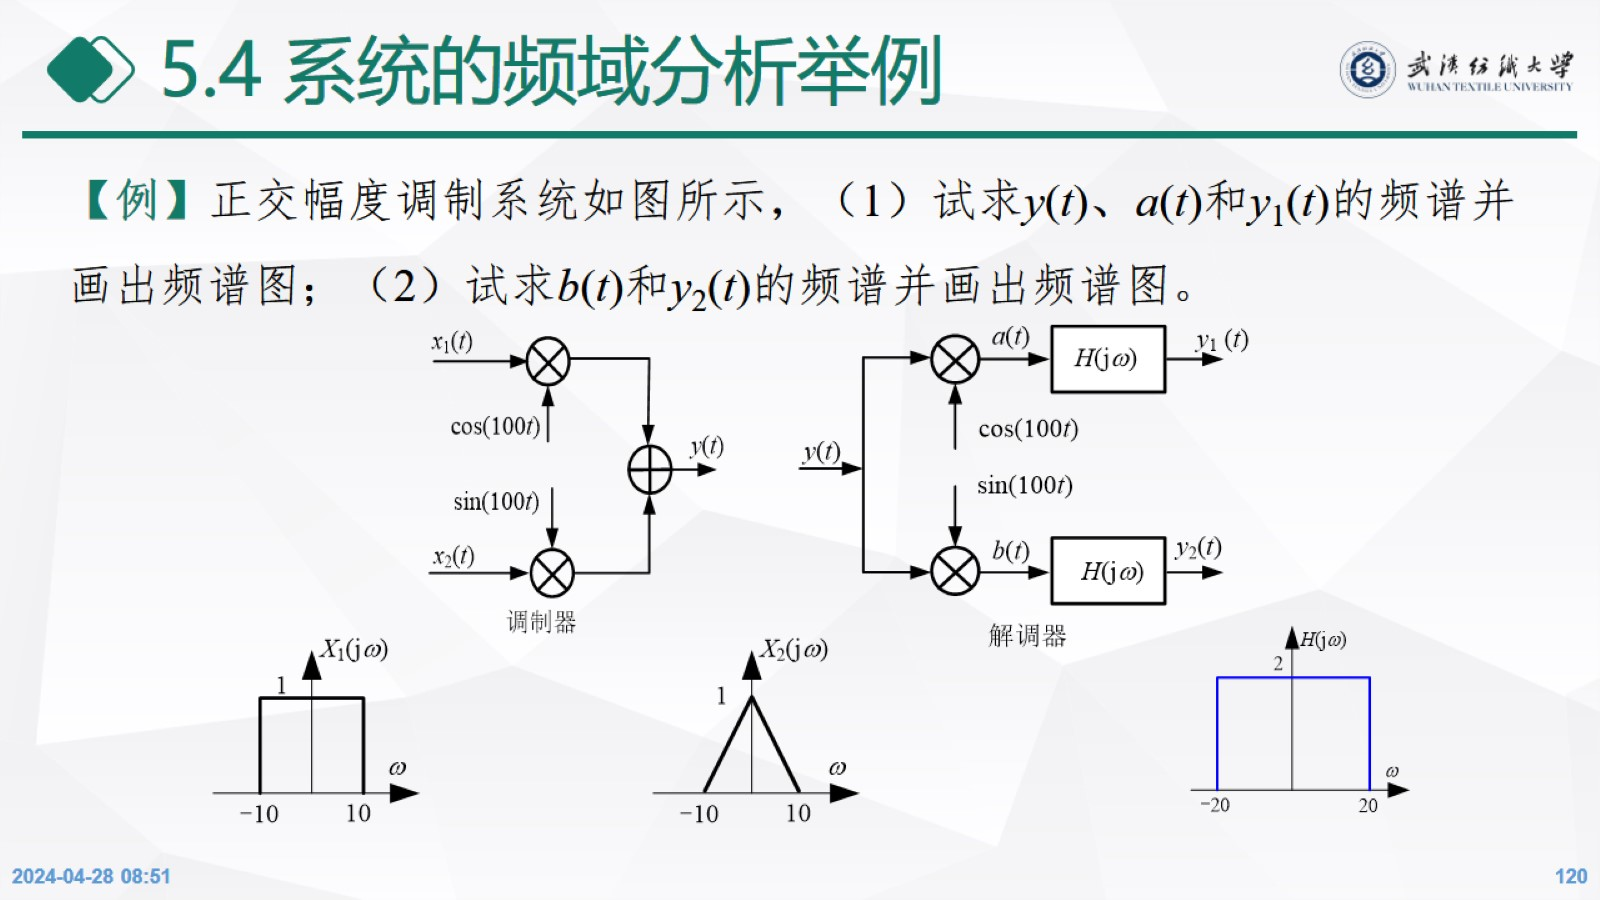 5.4 系统的频域分析举例
武汉纺织大学
WUHAN TEXTILE UNIVERSITY
【例】正交幅度调制系统如图所示，（1）试求y(t)、a(t)和y₁(t)的频谱并
画出频谱图；（2）试求b(t)和y₂(t)的频谱并画出频谱图。
x₁(t)
cos(100t)
y(t)
sin(100t)
x₂(t)
调制器
y(t)
a(t)
H(jω)
y₁(t)
cos(100t)
sin(100t)
b(t)
H(jω)
y₂(t)
解调器
X₁(jω)
1
ω
−10
10
X₂(jω)
1
ω
−10
10
H(jω)
2
ω
−20
20
2024-04-28 08:51
120